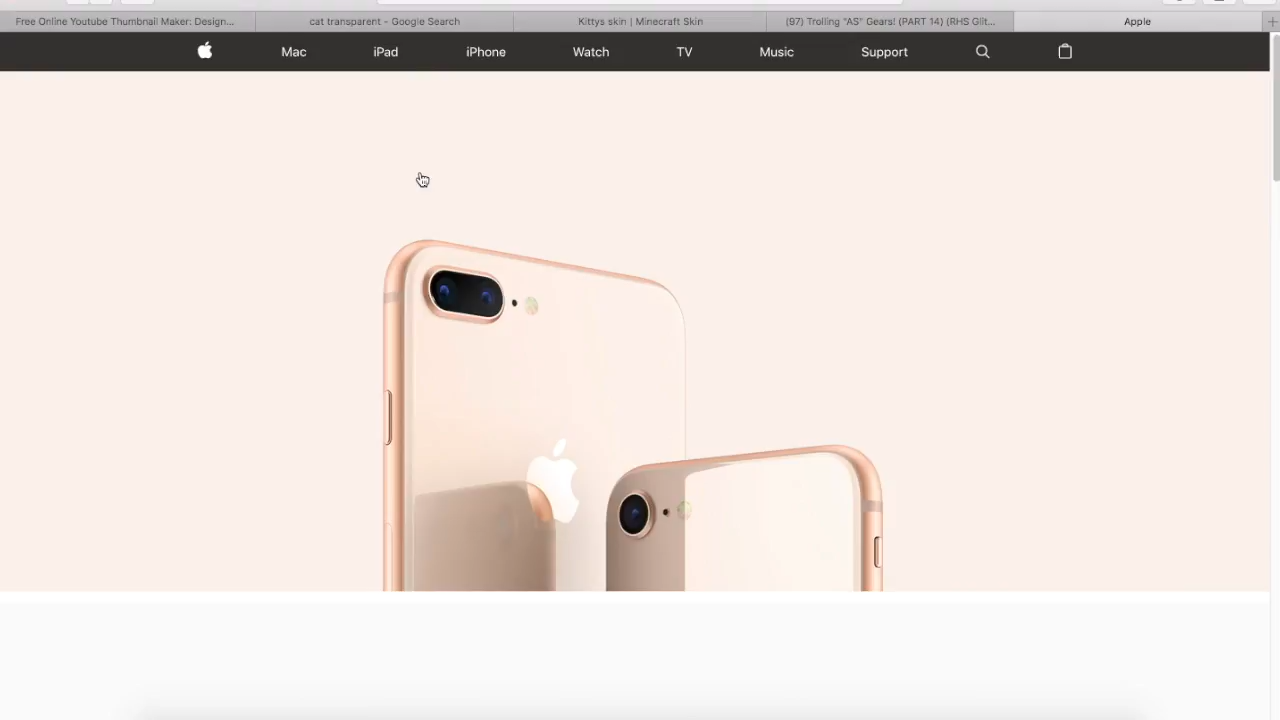 Free Online Youtube Thumbnail Maker: Design...
cat transparent - Google Search
Kittys skin | Minecraft Skin
(97) Trolling "AS" Gears! (PART 14) (RHS Glit...
Apple
Mac
iPad
iPhone
Watch
TV
Music
Support